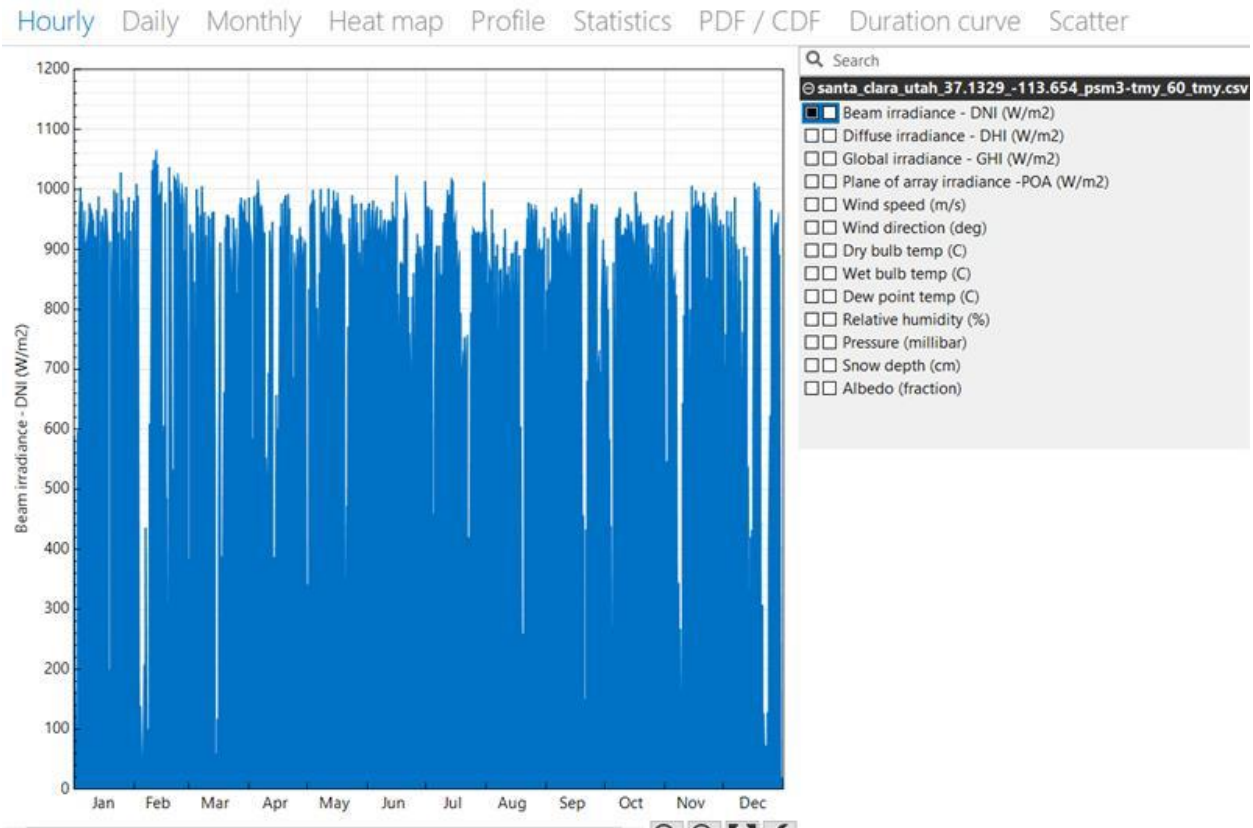 Hourly Daily Monthly Heat map Profile Statistics PDF / CDF Duration curve Scatter
Search
santa_clara_utah_37.1329_-113.654_psm3-tmy_60_tmy.csv
Beam irradiance - DNI (W/m2)
Diffuse irradiance - DHI (W/m2)
Global irradiance - GHI (W/m2)
Plane of array irradiance -POA (W/m2)
Wind speed (m/s)
Wind direction (deg)
Dry bulb temp (C)
Wet bulb temp (C)
Dew point temp (C)
Relative humidity (%)
Pressure (millibar)
Snow depth (cm)
Albedo (fraction)
Beam irradiance - DNI (W/m2)
1200
1100
1000
900
800
700
600
500
400
300
200
100
0
Jan Feb Mar Apr May Jun Jul Aug Sep Oct Nov Dec